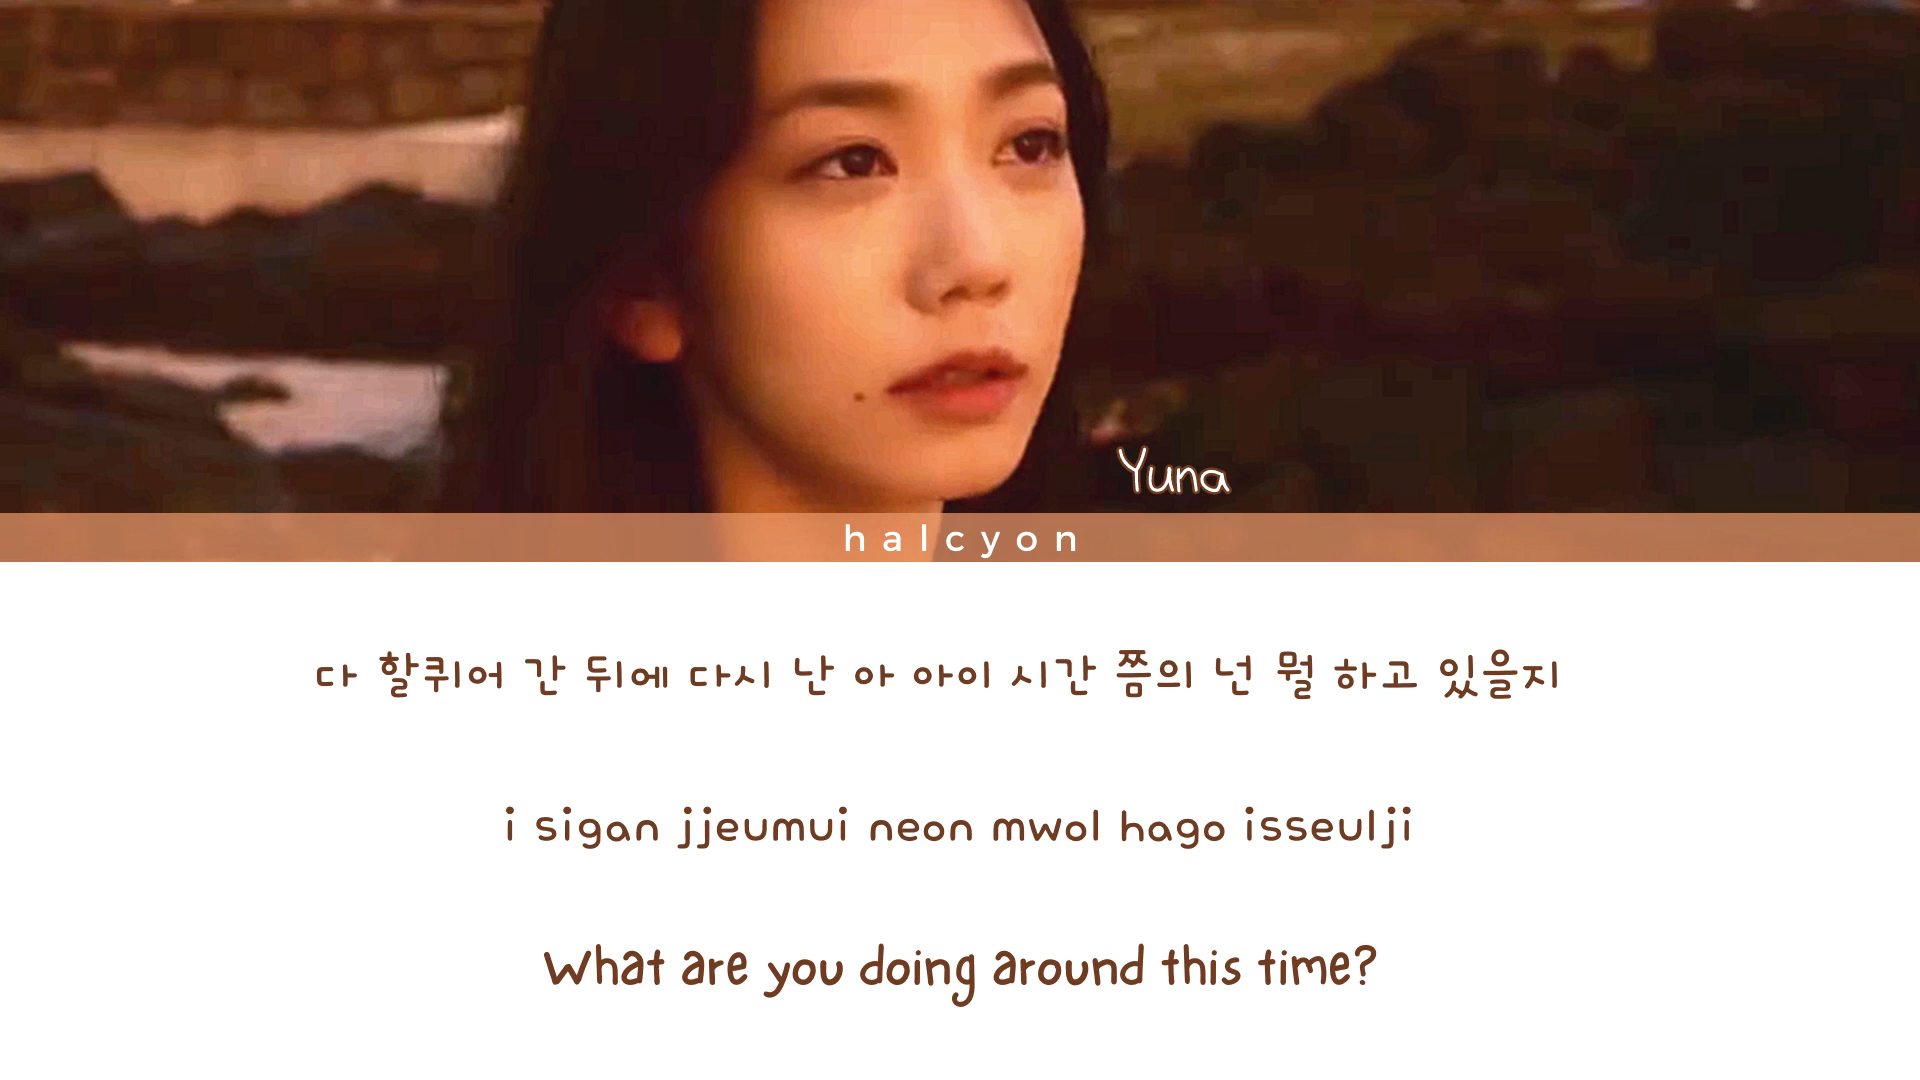 Yuna
halcyon
다 할퀴어 간 뒤에 다시 난 아 아이 시간 쯤의 넌 뭘 하고 있을지
i sigan jjeumui neon mwol hago isseulji
What are you doing around this time?